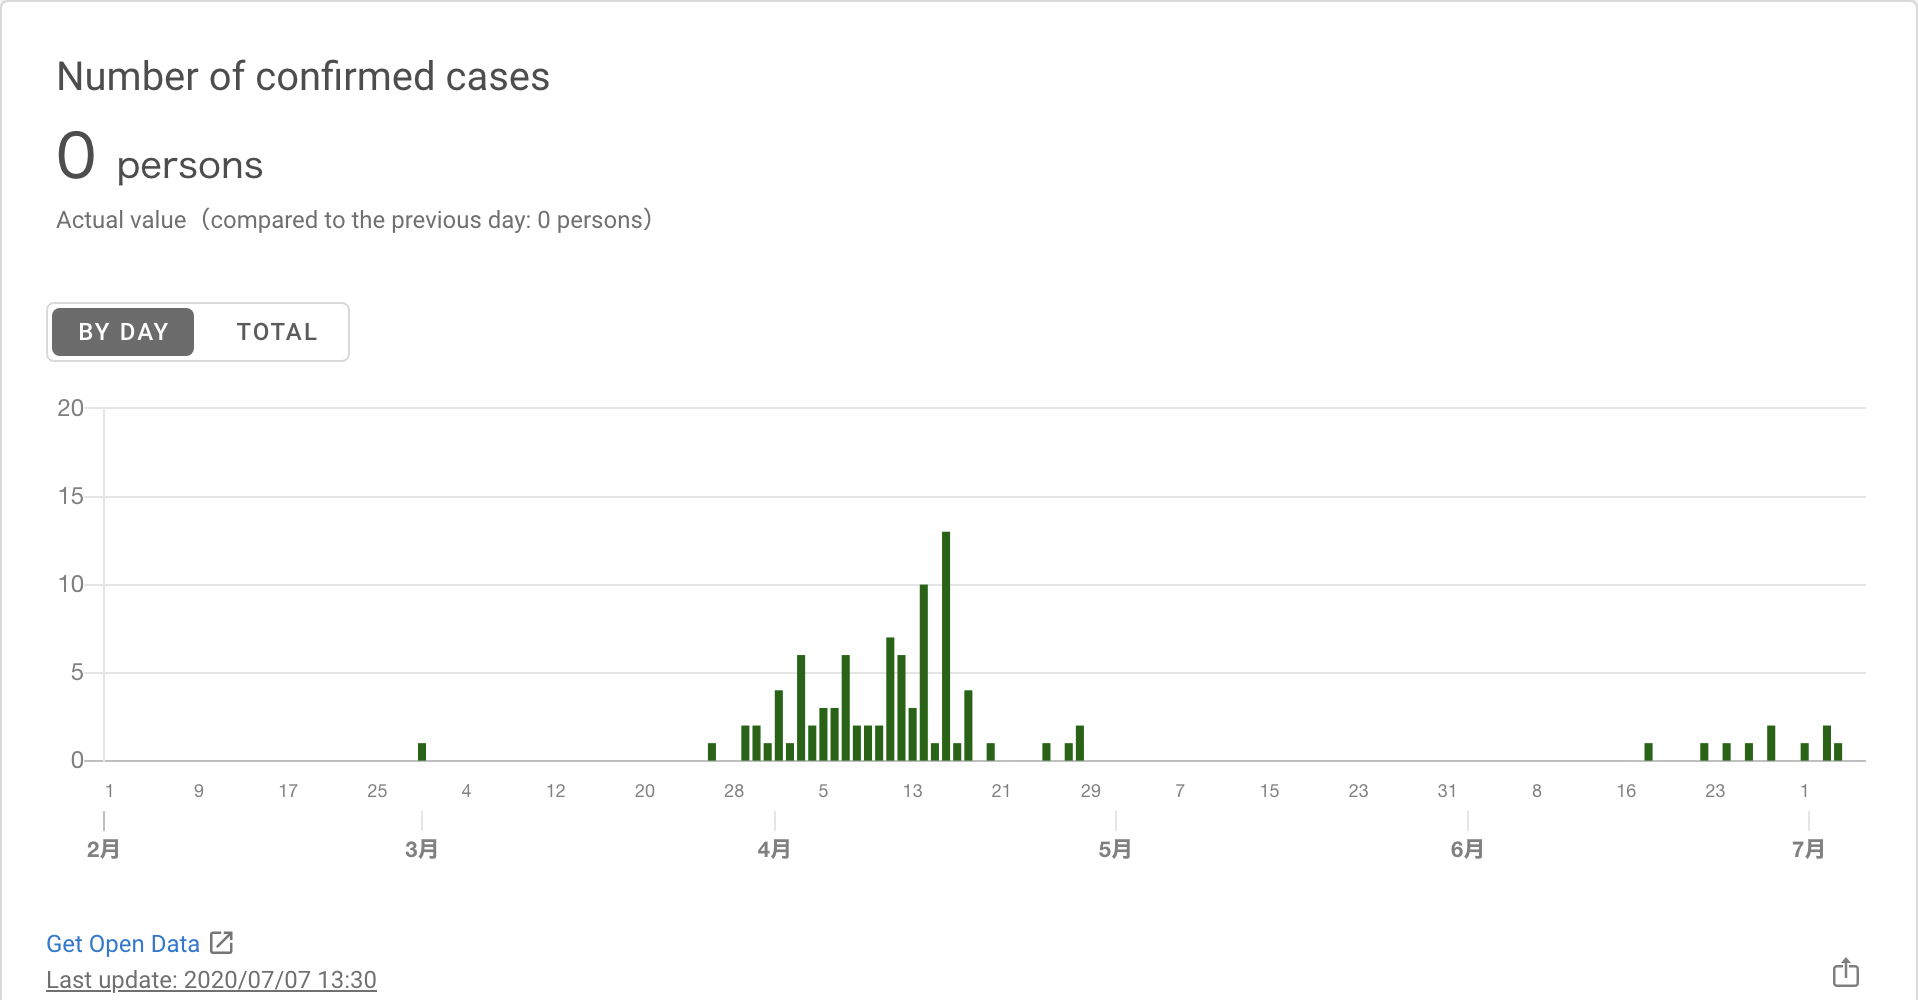 Number of confirmed cases
0 persons
Actual value（compared to the previous day: 0 persons）
BY DAY TOTAL
20
15
10
5
0
1 9 17 25 4 12 20 28 5 13 21 29 7 15 23 31 8 16 23 1
2月 3月 4月 5月 6月 7月
Get Open Data
Last update: 2020/07/07 13:30